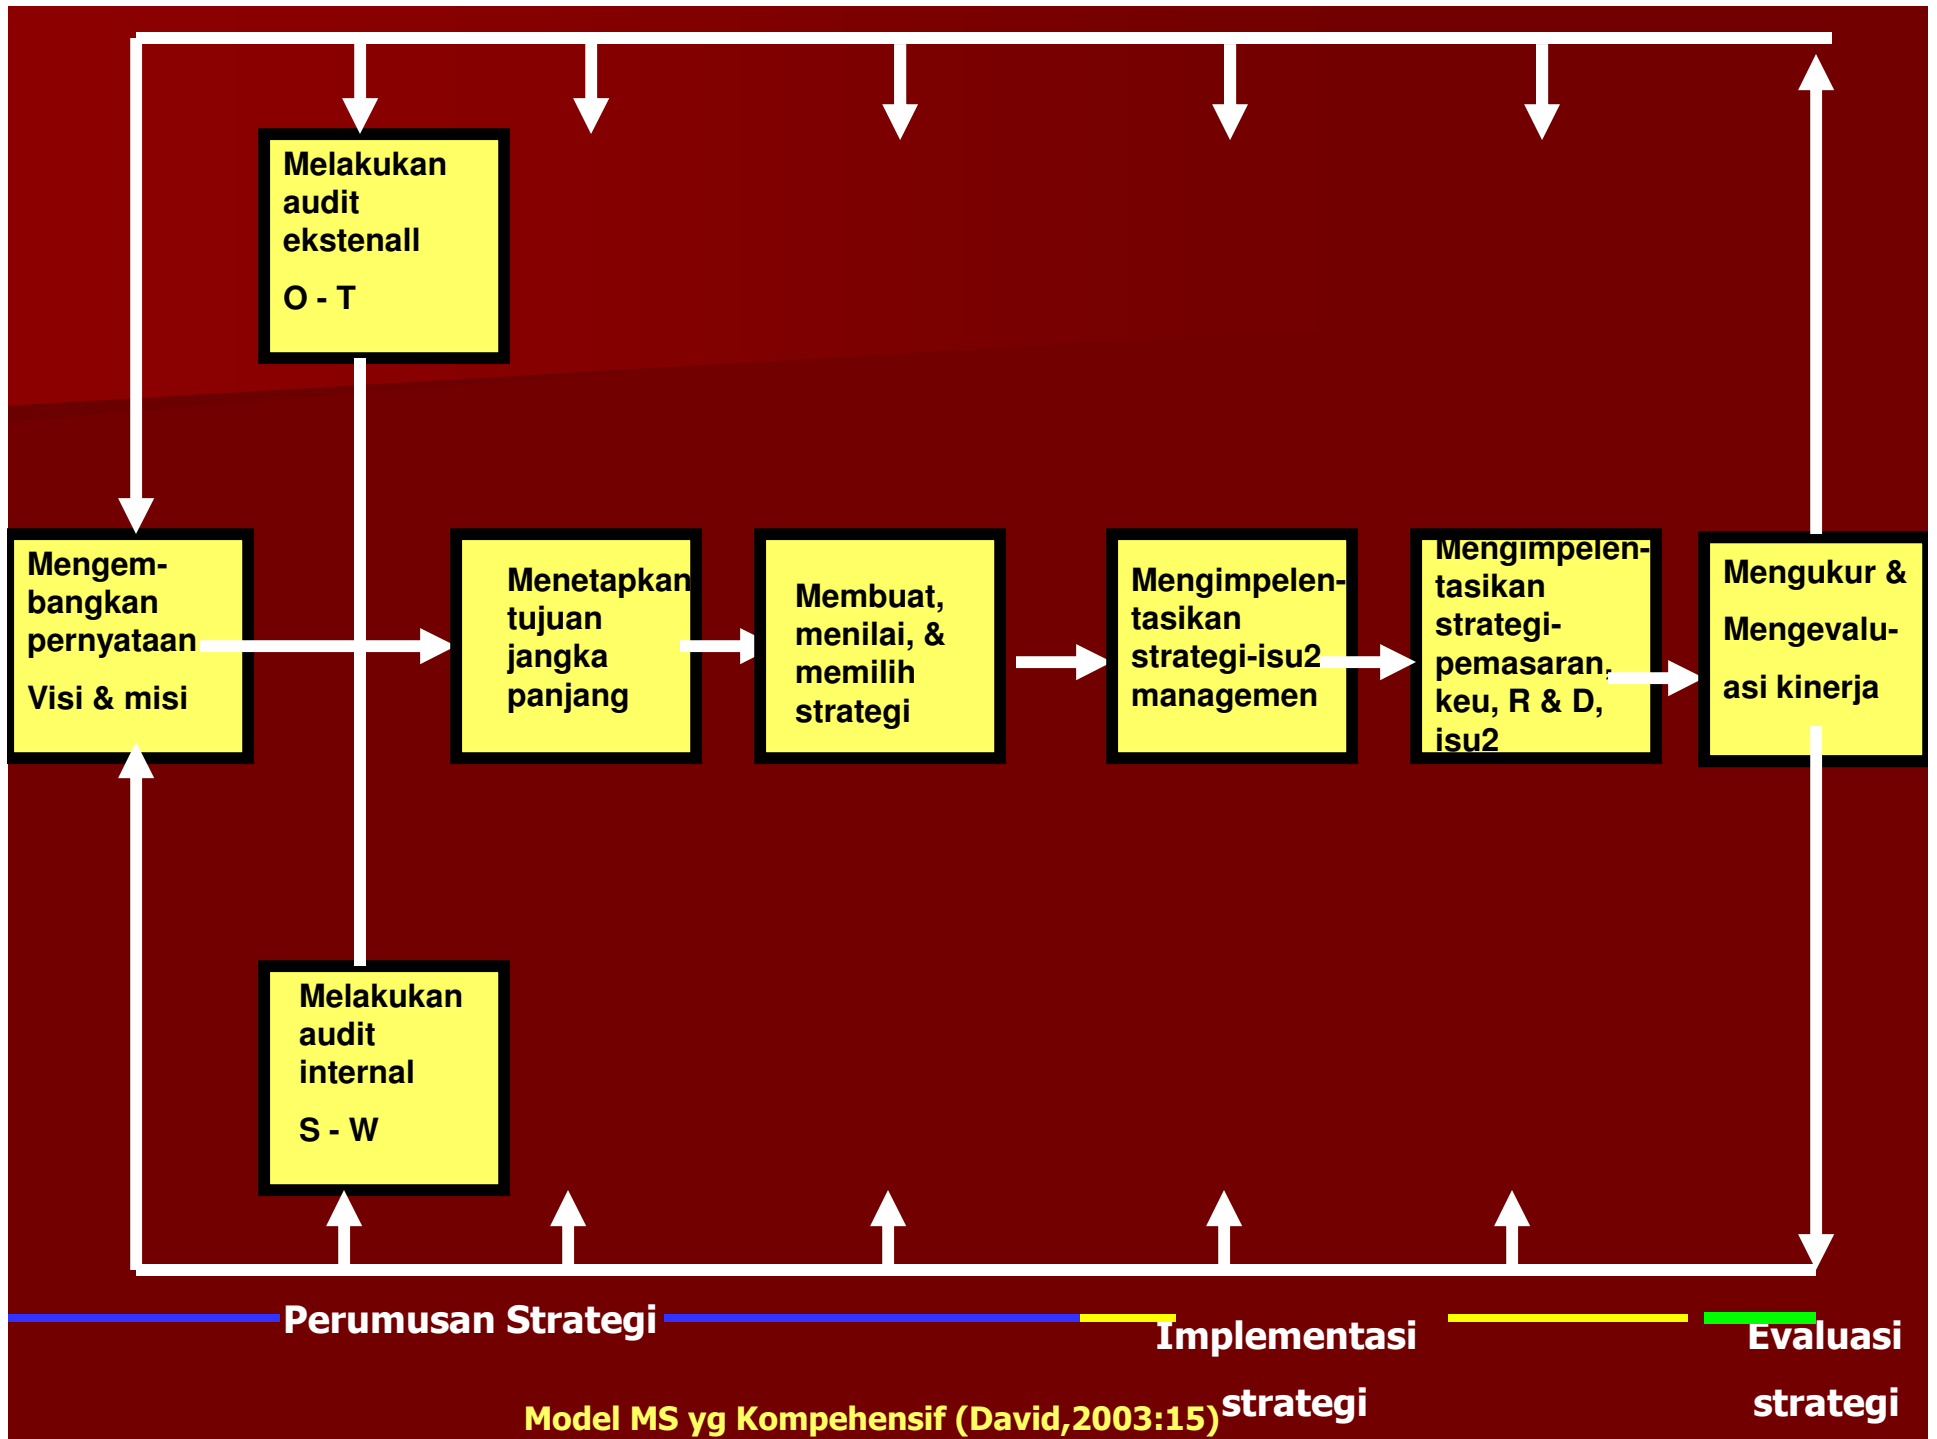 Melakukan
audit
ekstenall
O - T
Mengem-
bangkan
pernyataan
Visi & misi
Menetapkan
tujuan
jangka
panjang
Membuat,
menilai, &
memilih
strategi
Mengimpelen-
tasikan
strategi-isu2
managemen
Mengimpelen-
tasikan
strategi-
pemasaran,
keu, R & D,
isu2
Mengukur &
Mengevalu-
asi kinerja
Melakukan
audit
internal
S - W
Perumusan Strategi
Implementasi
strategi
Evaluasi
strategi
Model MS yg Kompehensif (David,2003:15)